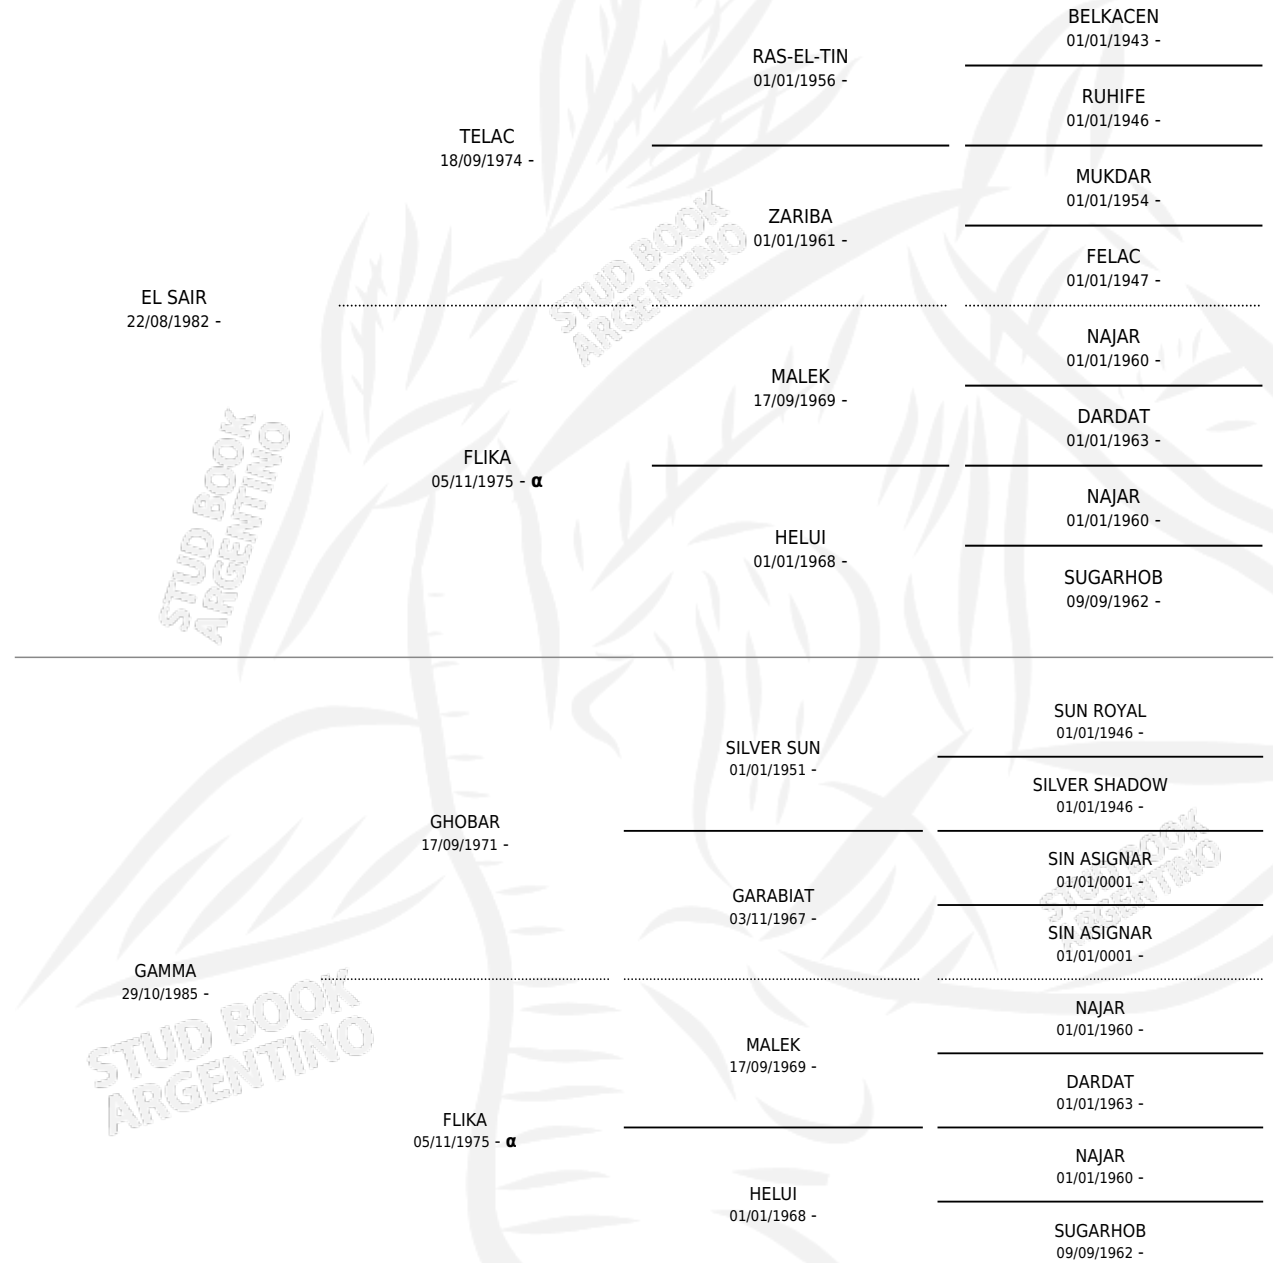 BELKACEN
01/01/1943 -
RAS-EL-TIN
01/01/1956 -
RUHIFE
01/01/1946 -
TELAC
18/09/1974 -
MUKDAR
01/01/1954 -
ZARIBA
01/01/1961 -
FELAC
01/01/1947 -
STUD BOOK
ARGENTINO
EL SAIR
22/08/1982 -
NAJAR
01/01/1960 -
MALEK
17/09/1969 -
DARDAT
01/01/1963 -
FLIKA
05/11/1975 - α
NAJAR
01/01/1960 -
HELUI
01/01/1968 -
SUGARHOB
09/09/1962 -
STUD BOOK
ARGENTINO
SUN ROYAL
01/01/1946 -
SILVER SUN
01/01/1951 -
SILVER SHADOW
01/01/1946 -
GHOBAR
17/09/1971 -
SIN ASIGNAR
01/01/0001 -
GARABIAT
03/11/1967 -
SIN ASIGNAR
01/01/0001 -
STUD BOOK
ARGENTINO
GAMMA
29/10/1985 -
NAJAR
01/01/1960 -
MALEK
17/09/1969 -
DARDAT
01/01/1963 -
STUD BOOK
ARGENTINO
FLIKA
05/11/1975 - α
NAJAR
01/01/1960 -
HELUI
01/01/1968 -
SUGARHOB
09/09/1962 -